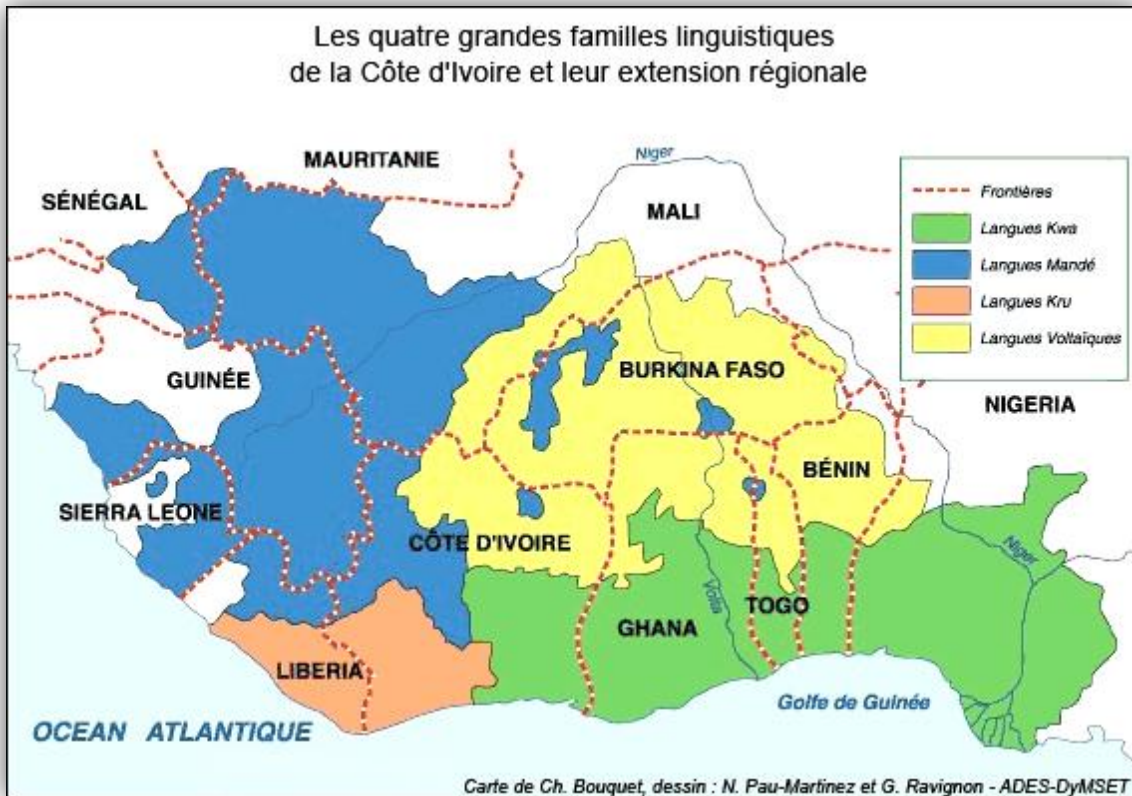 Les quatre grandes familles linguistiques
de la Côte d'Ivoire et leur extension régionale
MAURITANIE
Niger
SÉNÉGAL
MALI
Frontières
Langues Kwa
Langues Mandé
Langues Kru
Langues Voltaïques
GUINÉE
BURKINA FASO
NIGERIA
BÉNIN
SIERRA LEONE
CÔTE D'IVOIRE
Niger
Volta
TOGO
GHANA
LIBERIA
Golfe de Guinée
OCEAN ATLANTIQUE
Carte de Ch. Bouquet, dessin : N. Pau-Martinez et G. Ravignon - ADES-DyMSET